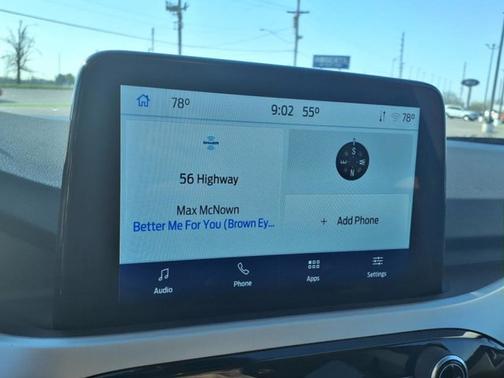 78°
9:02 55°
78°
56 Highway
Max McNown
Better Me For You (Brown Ey...
S
W
N
E
+ Add Phone
Audio
Phone
Apps
Settings